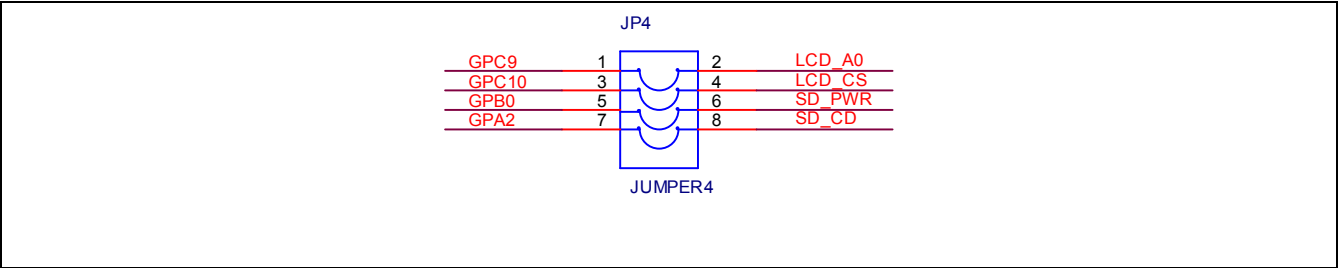 JP4
GPC9 1 2 LCD_A0
GPC10 3 4 LCD_CS
GPB0 5 6 SD_PWR
GPA2 7 8 SD_CD
JUMPER4